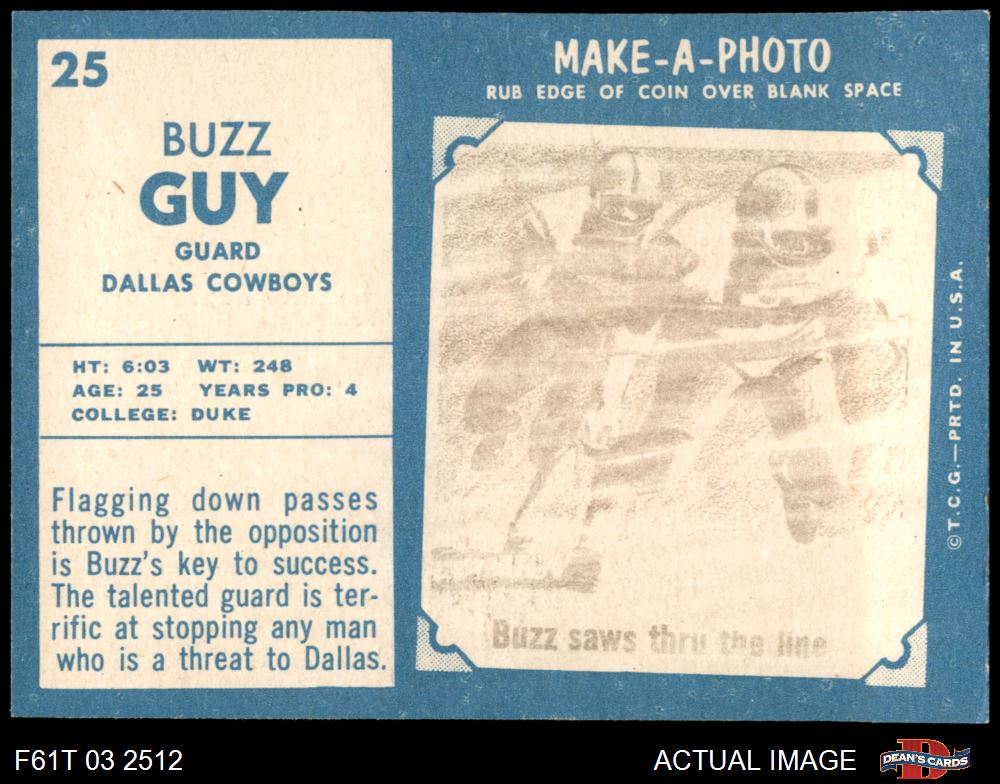 25
BUZZ
GUY
GUARD
DALLAS COWBOYS
HT: 6:03 WT: 248
AGE: 25 YEARS PRO: 4
COLLEGE: DUKE
Flagging down passes
thrown by the opposition
is Buzz's key to success.
The talented guard is ter-
rific at stopping any man
who is a threat to Dallas.
MAKE-A-PHOTO
RUB EDGE OF COIN OVER BLANK SPACE
Buzz saws thru the line
©T.C.G.—PRTD. IN U.S.A.
F61T 03 2512
ACTUAL IMAGE
DEAN'S CARDS